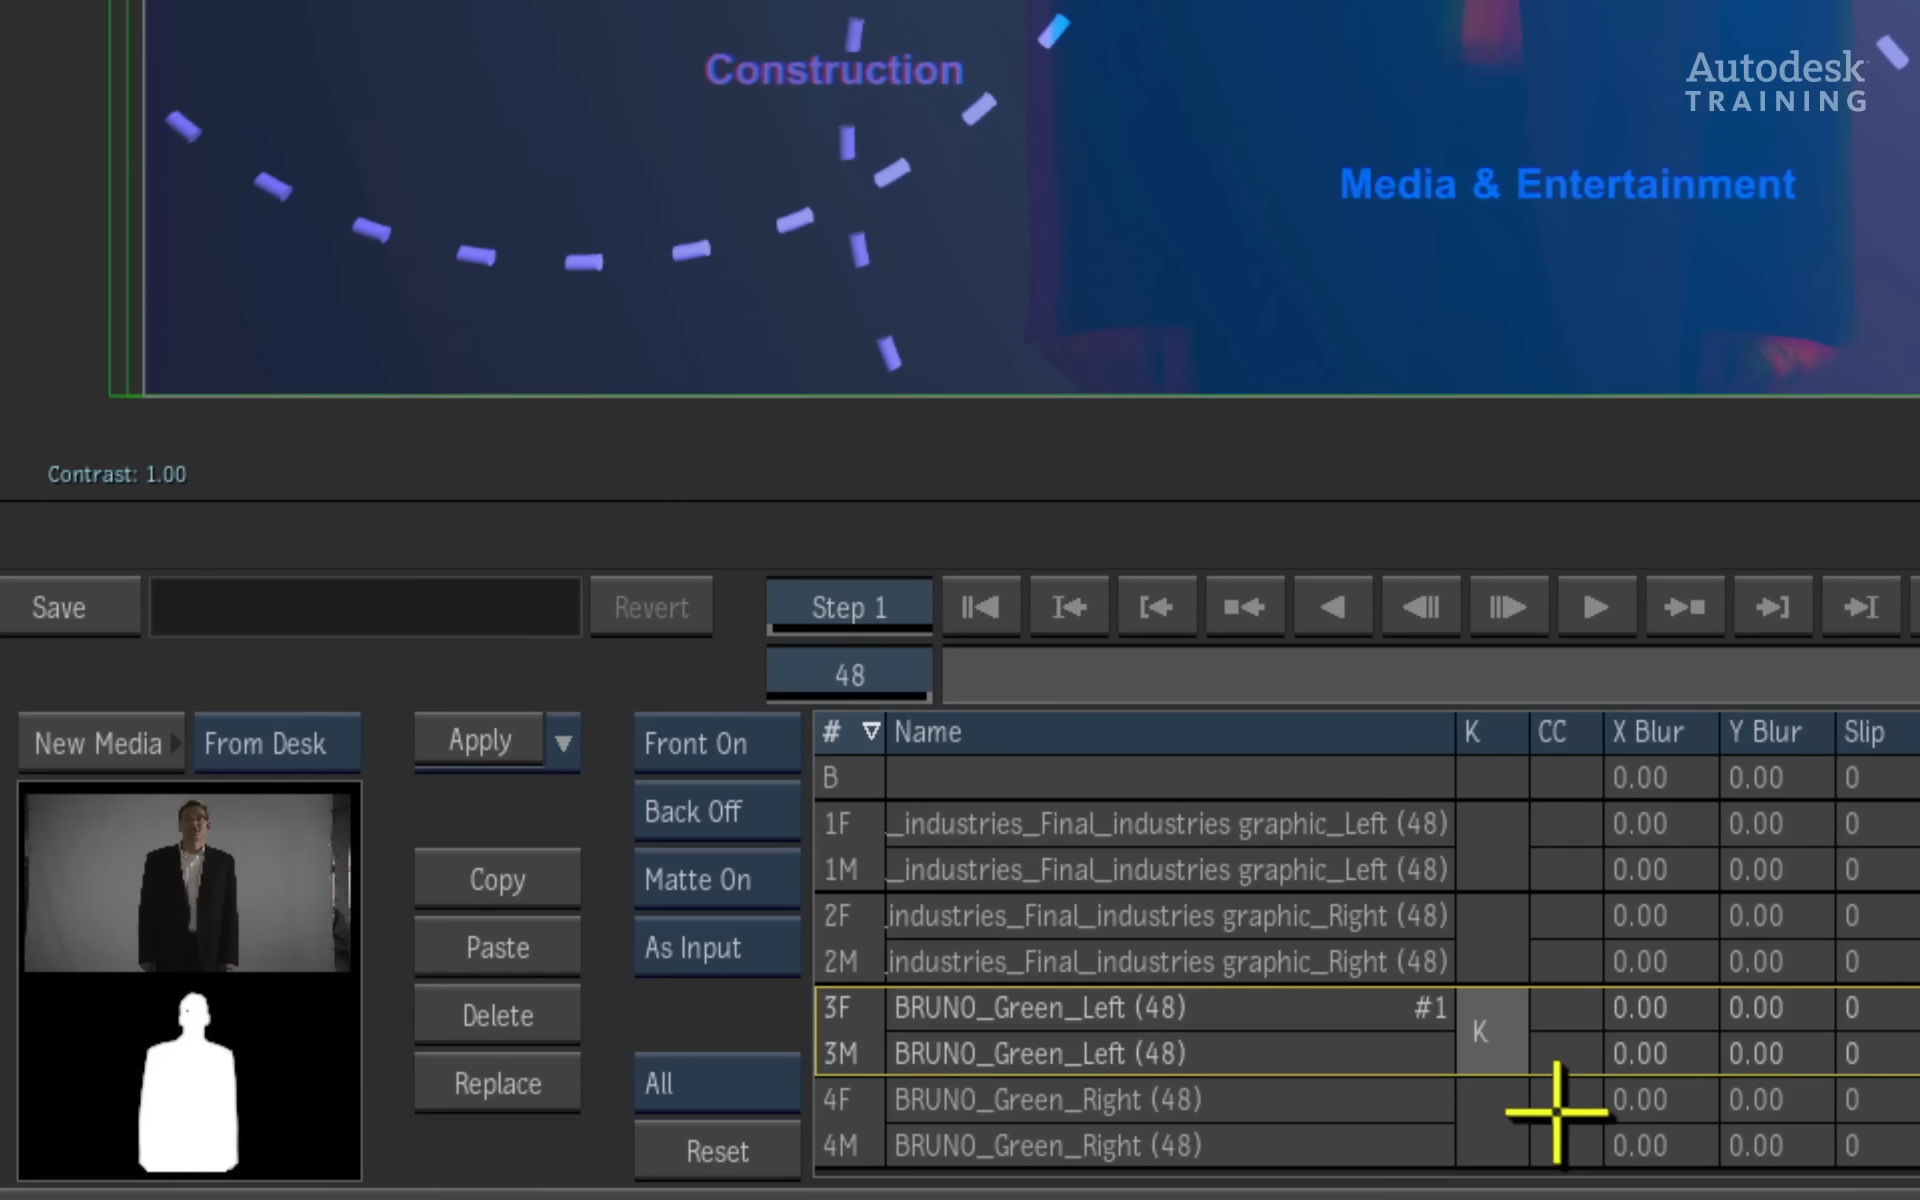 Construction
Autodesk
TRAINING
Media & Entertainment
Contrast: 1.00
Save
Revert
Step 1
48
New Media
From Desk
Apply
Front On
Back Off
Copy
Matte On
Paste
As Input
Delete
Replace
All
Reset
# Name K CC X Blur Y Blur Slip
B 0.00 0.00 0
1F _industries_Final_industries graphic_Left (48) 0.00 0.00 0
1M _industries_Final_industries graphic_Left (48) 0.00 0.00 0
2F industries_Final_industries graphic_Right (48) 0.00 0.00 0
2M industries_Final_industries graphic_Right (48) 0.00 0.00 0
3F BRUNO_Green_Left (48) #1 K 0.00 0.00 0
3M BRUNO_Green_Left (48) 0.00 0.00 0
4F BRUNO_Green_Right (48) 0.00 0.00 0
4M BRUNO_Green_Right (48) 0.00 0.00 0